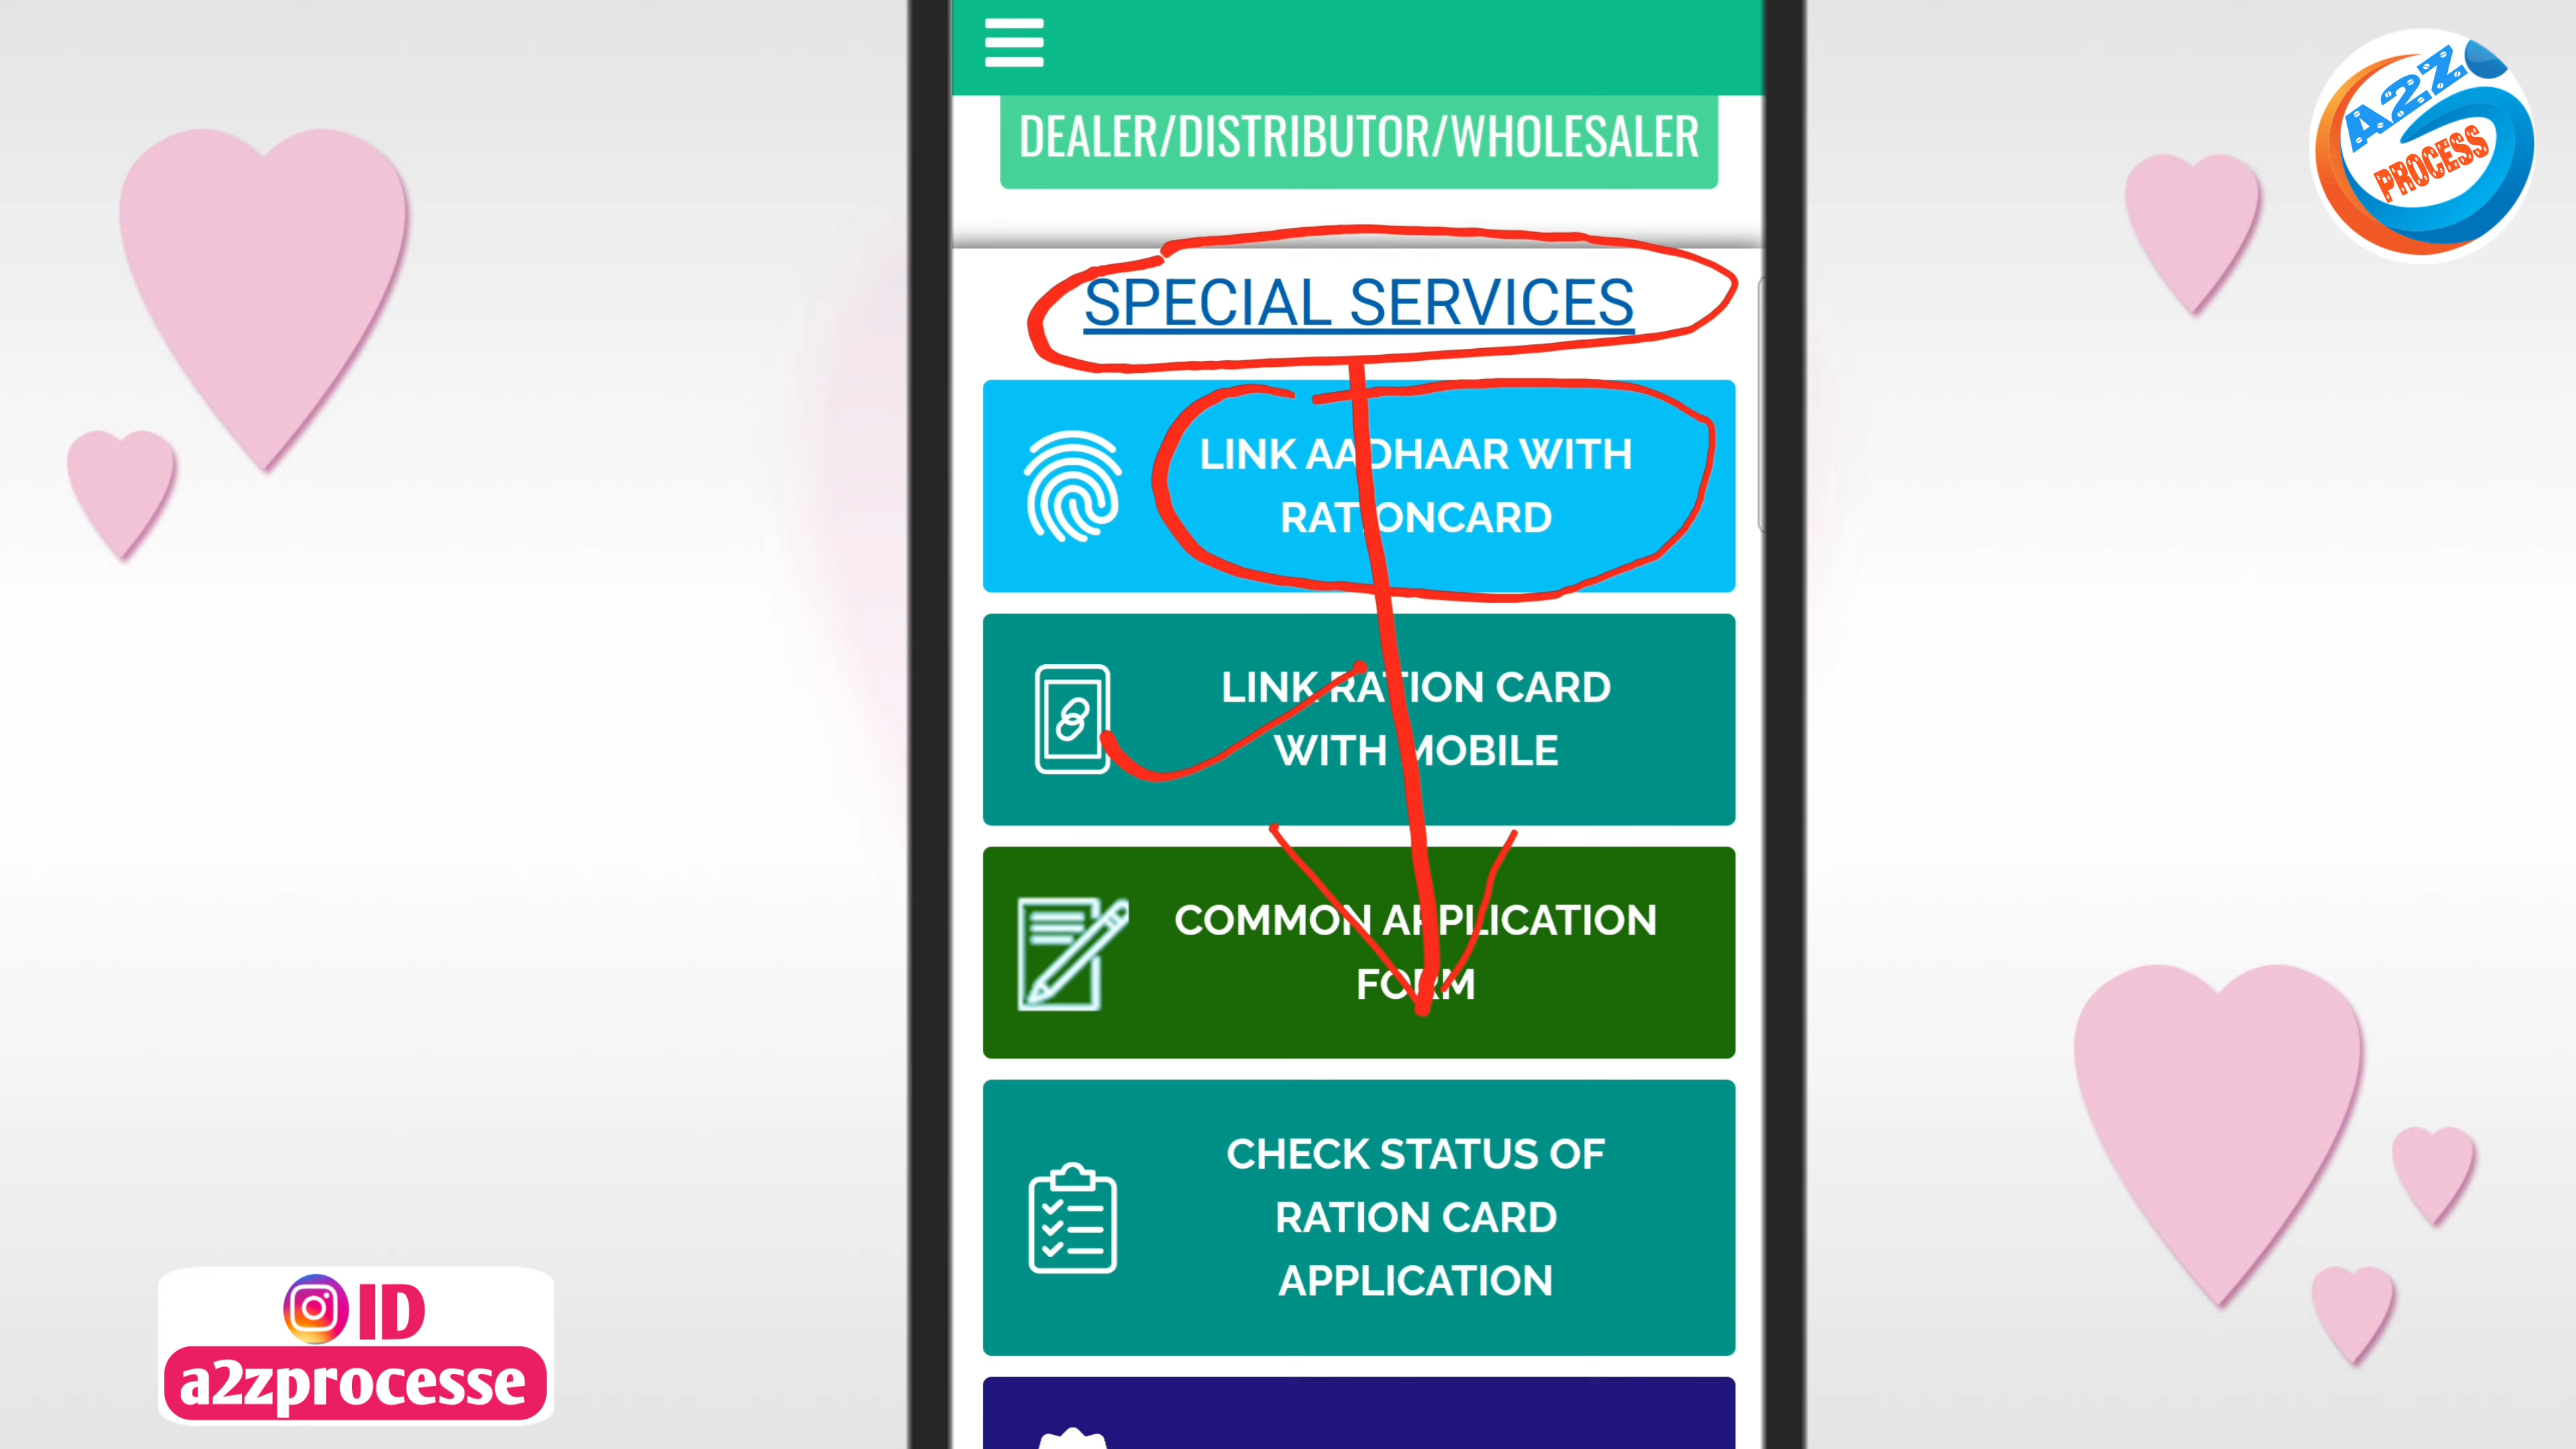 DEALER/DISTRIBUTOR/WHOLESALER
A2Z
PROCESS
SPECIAL SERVICES
LINK AADHAAR WITH
RATIONCARD
LINK RATION CARD
WITH MOBILE
COMMON APPLICATION
FORM
CHECK STATUS OF
RATION CARD
APPLICATION
ID
a2zprocesse